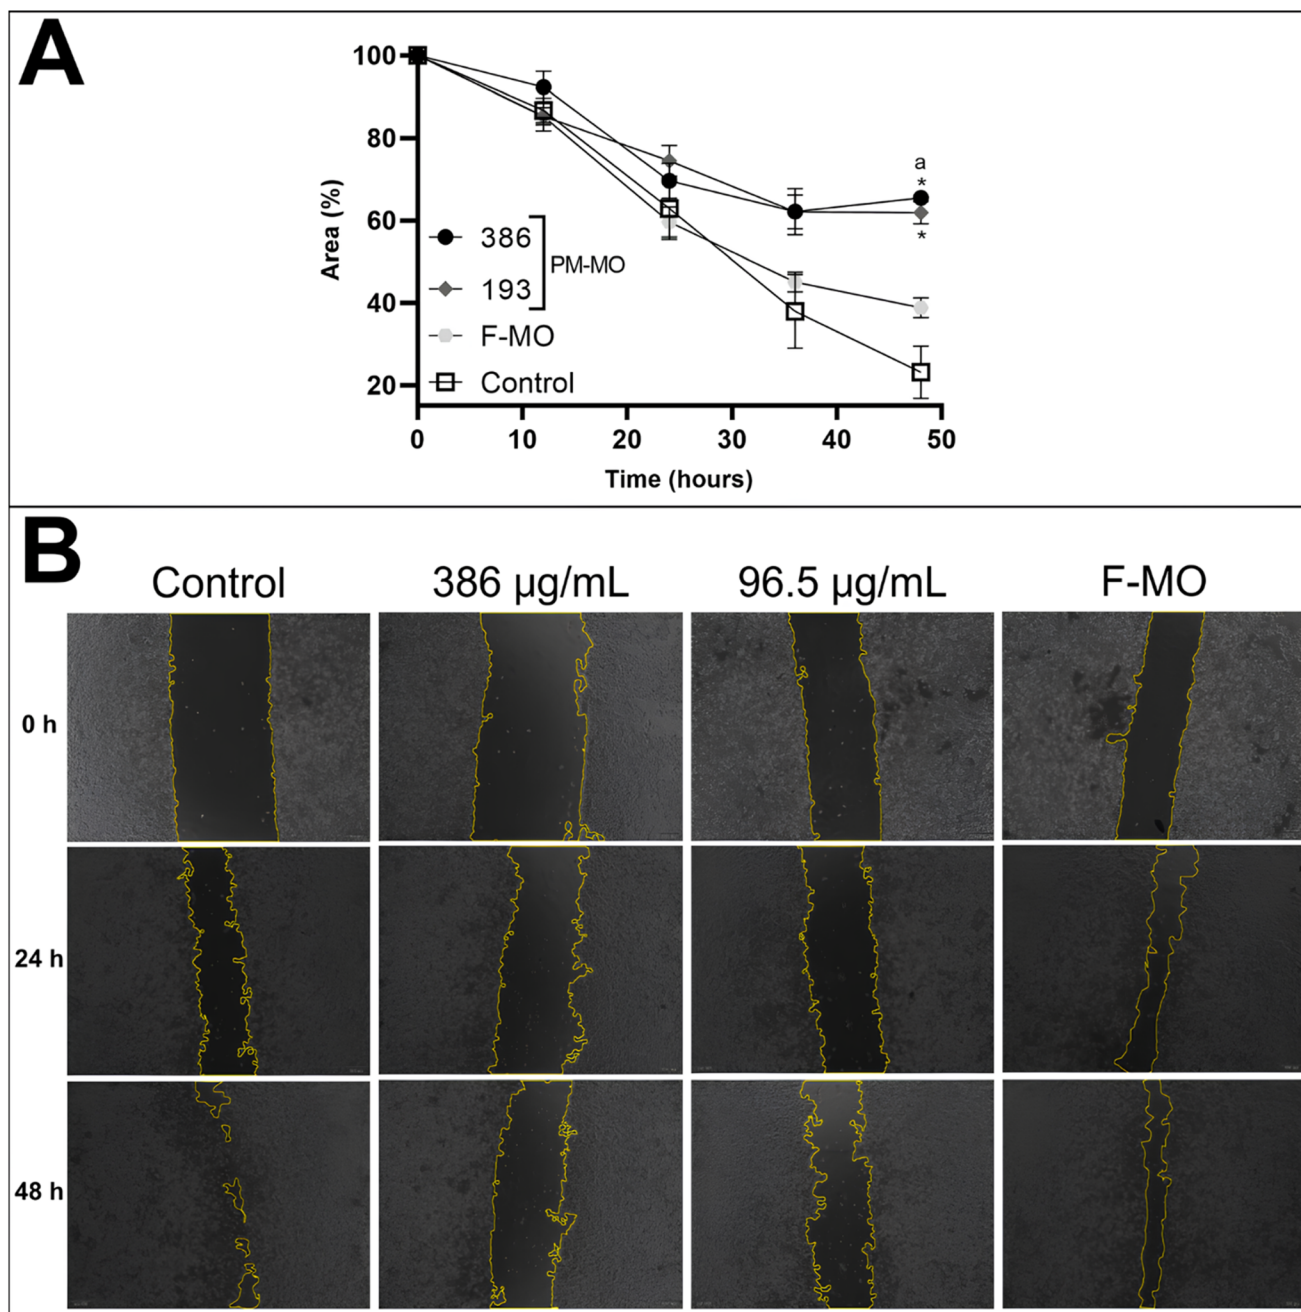 A
100
80
60
40
20
Area (%)
386
193
PM-MO
F-MO
Control
a
*
*
0 10 20 30 40 50
Time (hours)
B
Control 386 µg/mL 96.5 µg/mL F-MO
0 h
24 h
48 h